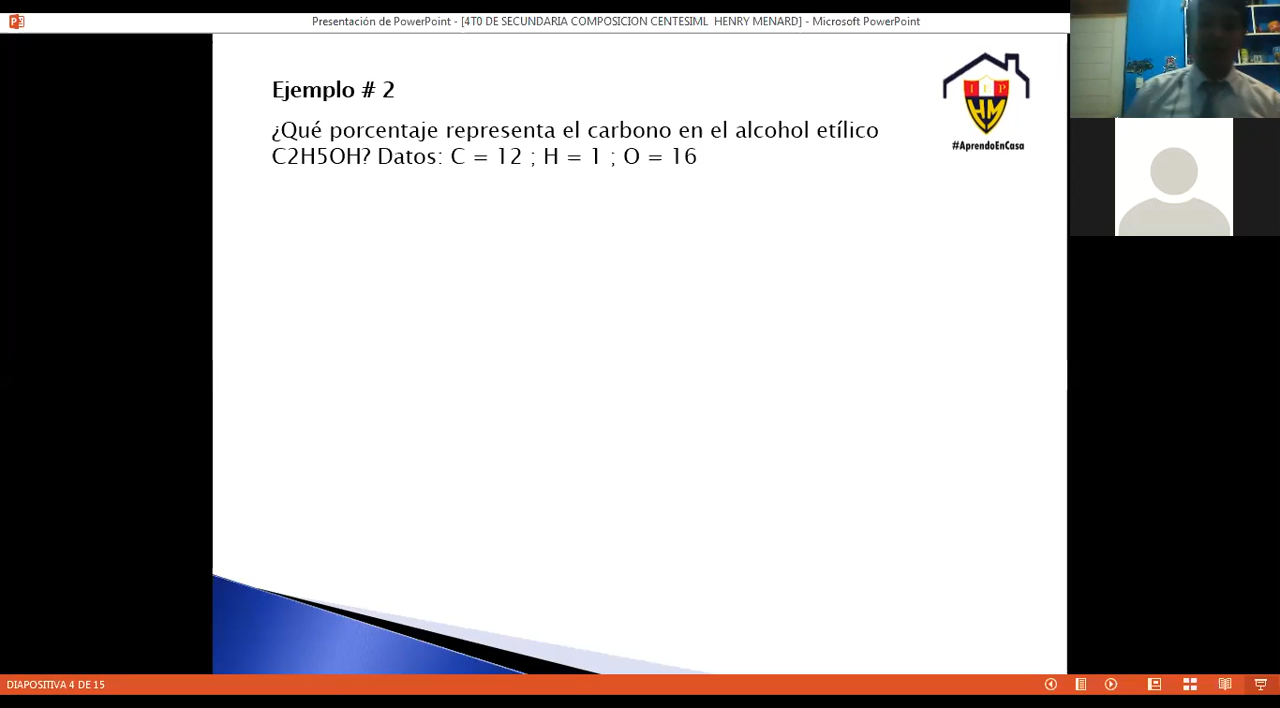 Presentación de PowerPoint - [4T0 DE SECUNDARIA COMPOSICION CENTESIML  HENRY MENARD] - Microsoft PowerPoint
Ejemplo # 2
¿Qué porcentaje representa el carbono en el alcohol etílico
C2H5OH? Datos: C = 12 ; H = 1 ; O = 16
I E P
HM
#AprendoEnCasa
DIAPOSITIVA 4 DE 15